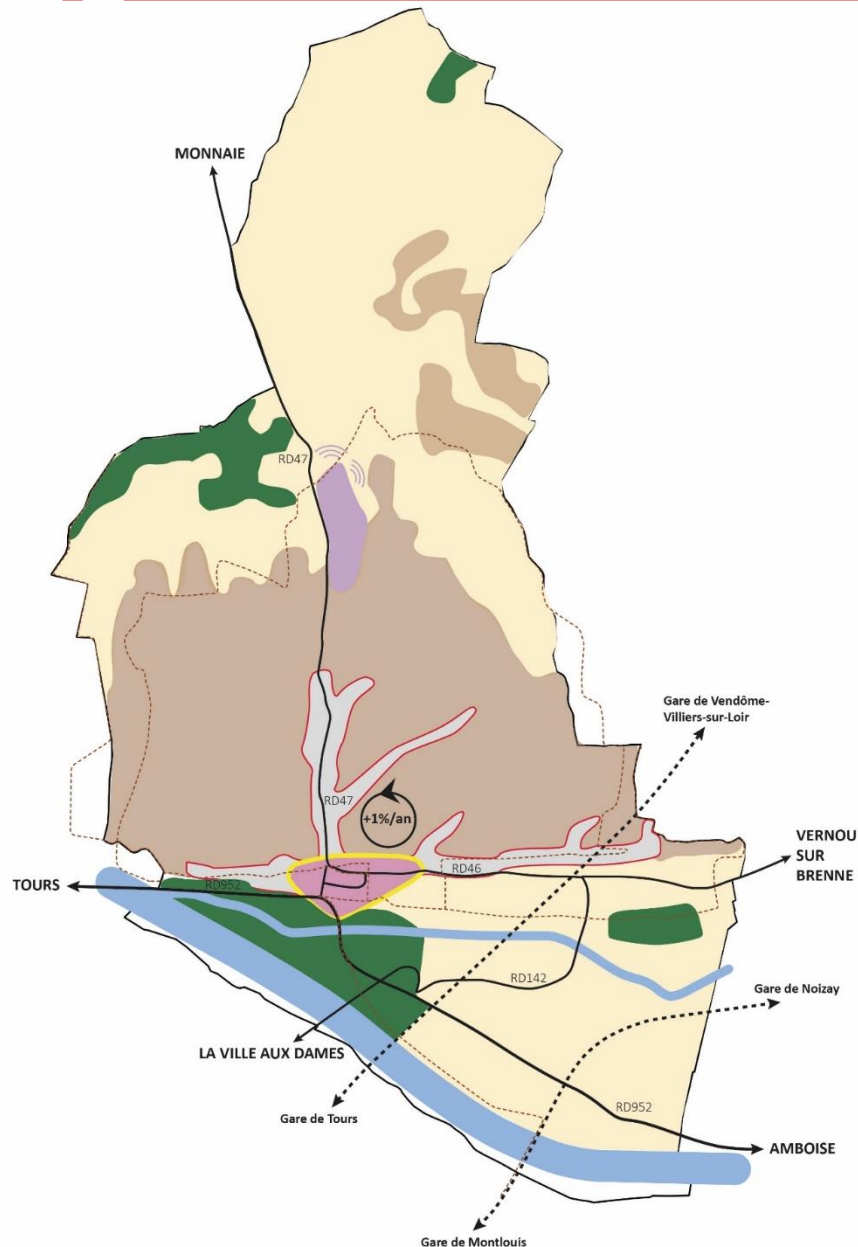 MONNAIE
RD47
Gare de Vendôme-
Villiers-sur-Loir
RD47
+1%/an
VERNOU
SUR
BRENNE
TOURS
RD952
RD46
RD142
Gare de Noizay
LA VILLE AUX DAMES
Gare de Tours
RD952
AMBOISE
Gare de Montlouis